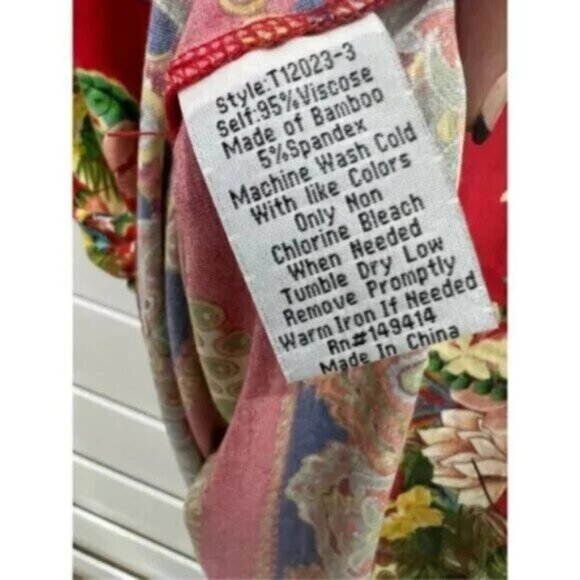 Style:T12023-3
Self:95%Viscose
Made of Bamboo
5%Spandex
Machine Wash Cold
With like Colors
Only Non
Chlorine Bleach
When Needed
Tumble Dry Low
Remove Promptly
Warm Iron If Needed
Rn#149414
Made In China